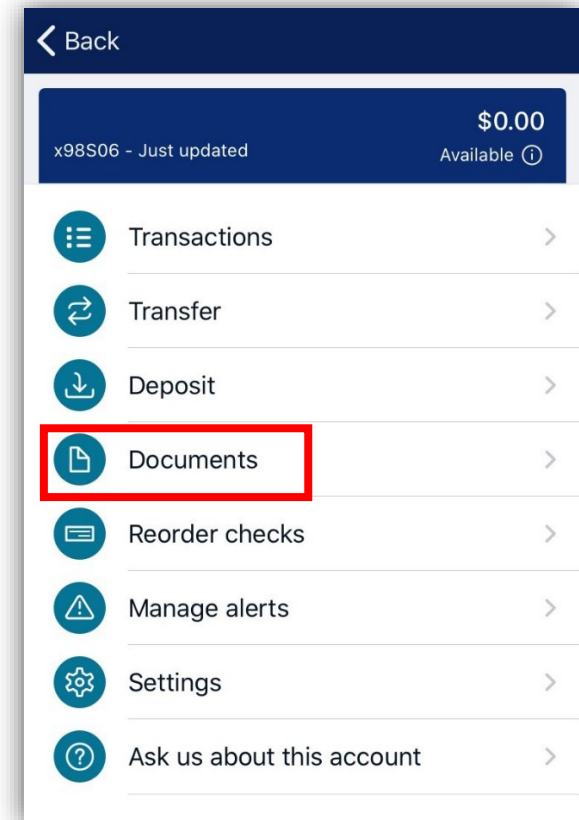 Back
$0.00
x98S06 - Just updated
Available
Transactions
Transfer
Deposit
Documents
Reorder checks
Manage alerts
Settings
Ask us about this account